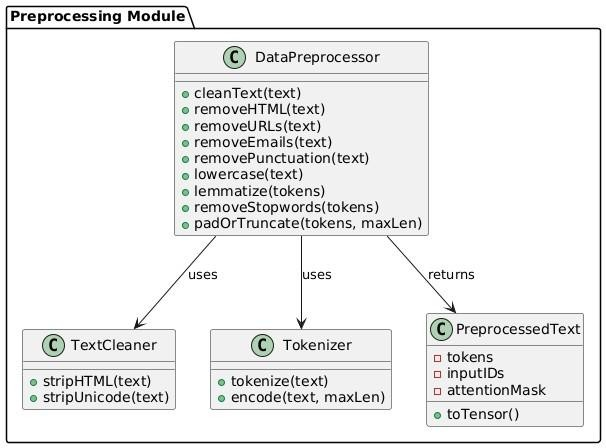 Preprocessing Module
C DataPreprocessor
cleanText(text)
removeHTML(text)
removeURLs(text)
removeEmails(text)
removePunctuation(text)
lowercase(text)
lemmatize(tokens)
removeStopwords(tokens)
padOrTruncate(tokens, maxLen)
uses
uses
returns
C TextCleaner
stripHTML(text)
stripUnicode(text)
C Tokenizer
tokenize(text)
encode(text, maxLen)
C PreprocessedText
tokens
inputIDs
attentionMask
toTensor()